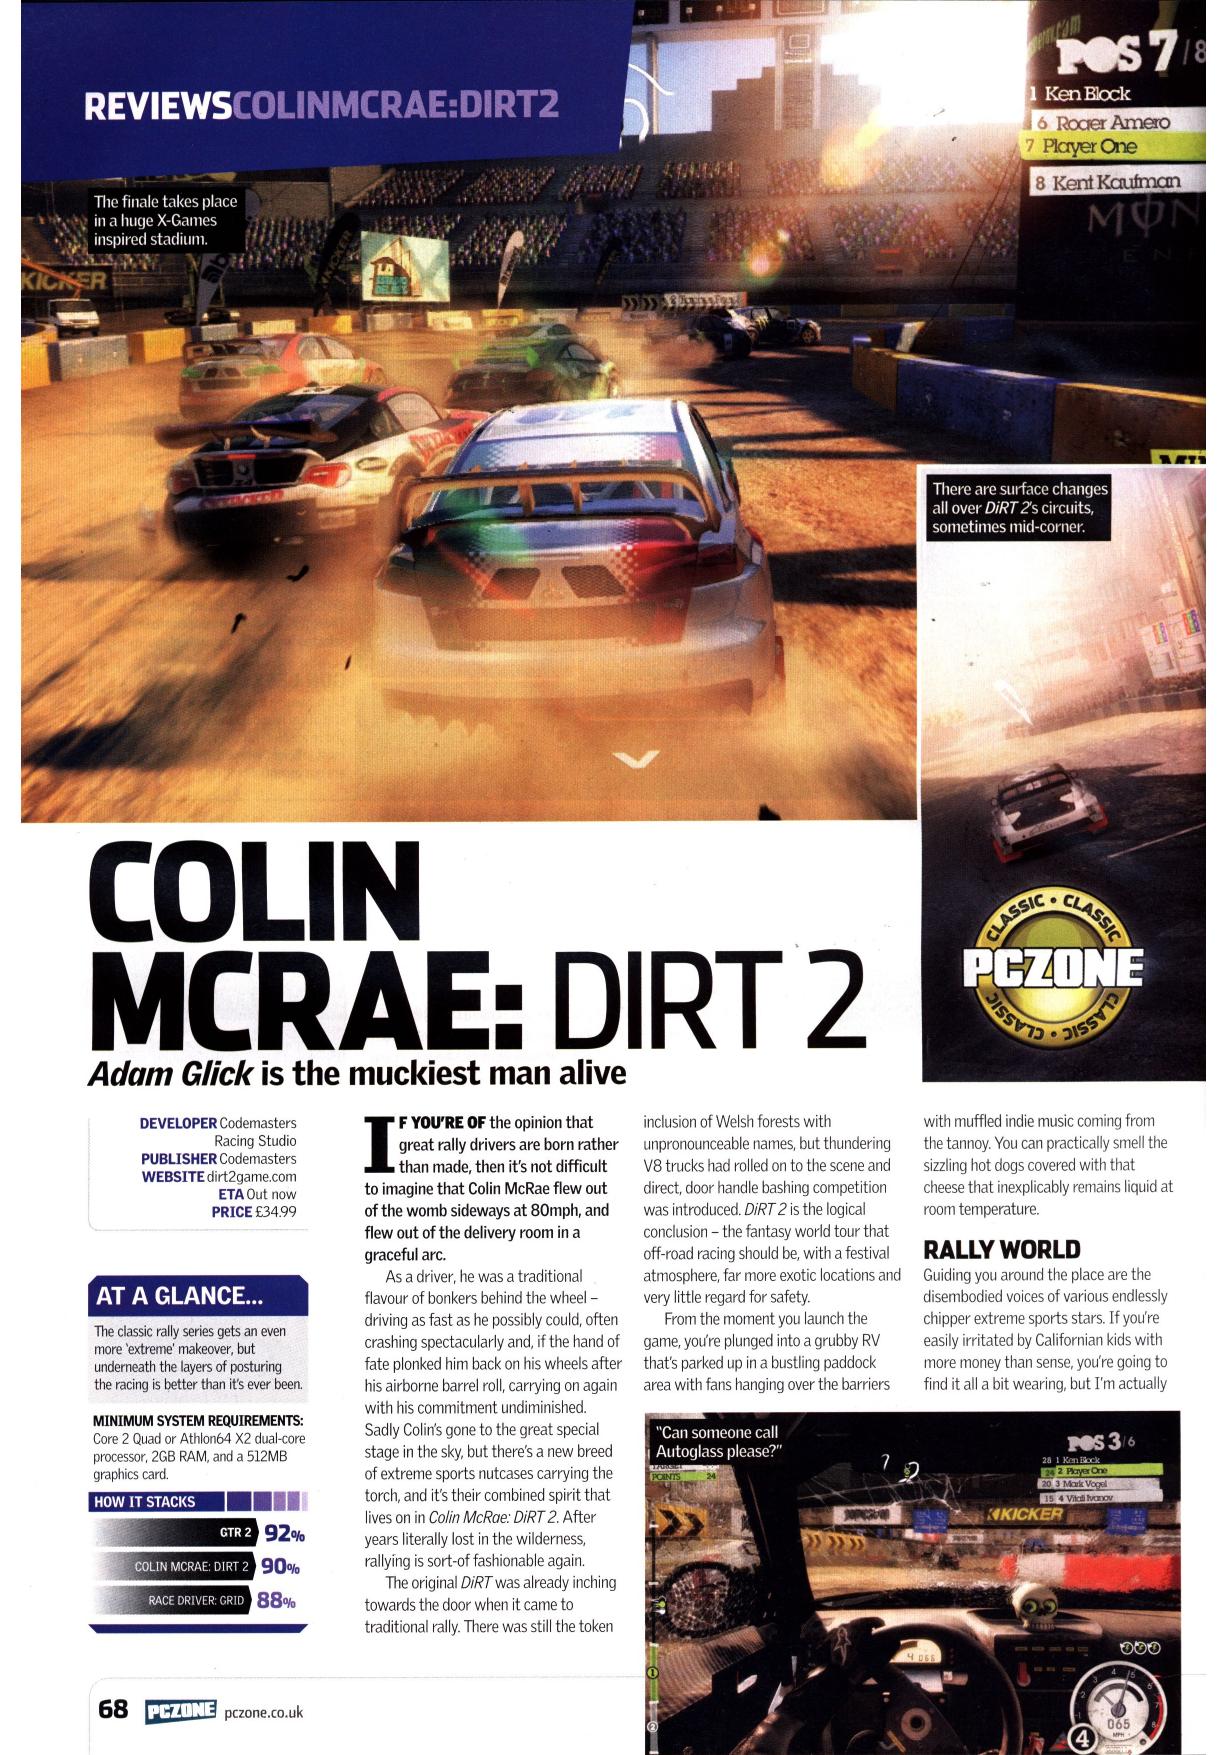 REVIEWSCOLINMCRAE:DIRT2
The finale takes place
in a huge X-Games
inspired stadium.
POS 7/8
1 Ken Block
6 Roger Amero
7 Player One
8 Kent Kaufman
KICKER
There are surface changes
all over DiRT 2's circuits,
sometimes mid-corner.
CLASSIC • CLASSIC
PCZONE
CLASSIC • CLASSIC
COLIN
MCRAE: DIRT 2
Adam Glick is the muckiest man alive
DEVELOPER Codemasters
Racing Studio
PUBLISHER Codemasters
WEBSITE dirt2game.com
ETA Out now
PRICE £34.99
AT A GLANCE...
The classic rally series gets an even
more 'extreme' makeover, but
underneath the layers of posturing
the racing is better than it's ever been.
MINIMUM SYSTEM REQUIREMENTS:
Core 2 Quad or Athlon64 X2 dual-core
processor, 2GB RAM, and a 512MB
graphics card.
HOW IT STACKS
GTR 2 92%
COLIN MCRAE: DIRT 2 90%
RACE DRIVER: GRID 88%
IF YOU'RE OF the opinion that
great rally drivers are born rather
than made, then it's not difficult
to imagine that Colin McRae flew out
of the womb sideways at 80mph, and
flew out of the delivery room in a
graceful arc.
As a driver, he was a traditional
flavour of bonkers behind the wheel –
driving as fast as he possibly could, often
crashing spectacularly and, if the hand of
fate plonked him back on his wheels after
his airborne barrel roll, carrying on again
with his commitment undiminished.
Sadly Colin's gone to the great special
stage in the sky, but there's a new breed
of extreme sports nutcases carrying the
torch, and it's their combined spirit that
lives on in Colin McRae: DiRT 2. After
years literally lost in the wilderness,
rallying is sort-of fashionable again.
The original DiRT was already inching
towards the door when it came to
traditional rally. There was still the token
inclusion of Welsh forests with
unpronounceable names, but thundering
V8 trucks had rolled on to the scene and
direct, door handle bashing competition
was introduced. DiRT 2 is the logical
conclusion – the fantasy world tour that
off-road racing should be, with a festival
atmosphere, far more exotic locations and
very little regard for safety.
From the moment you launch the
game, you're plunged into a grubby RV
that's parked up in a bustling paddock
area with fans hanging over the barriers
with muffled indie music coming from
the tannoy. You can practically smell the
sizzling hot dogs covered with that
cheese that inexplicably remains liquid at
room temperature.
RALLY WORLD
Guiding you around the place are the
disembodied voices of various endlessly
chipper extreme sports stars. If you're
easily irritated by Californian kids with
more money than sense, you're going to
find it all a bit wearing, but I'm actually
"Can someone call
Autoglass please?"
POINTS 24
POS 3/6
28 1 Ken Block
24 2 Player One
20 3 Mark Vogel
15 4 Vitali Ivanov
KICKER
065
MPH
4
68 PCZONE pczone.co.uk